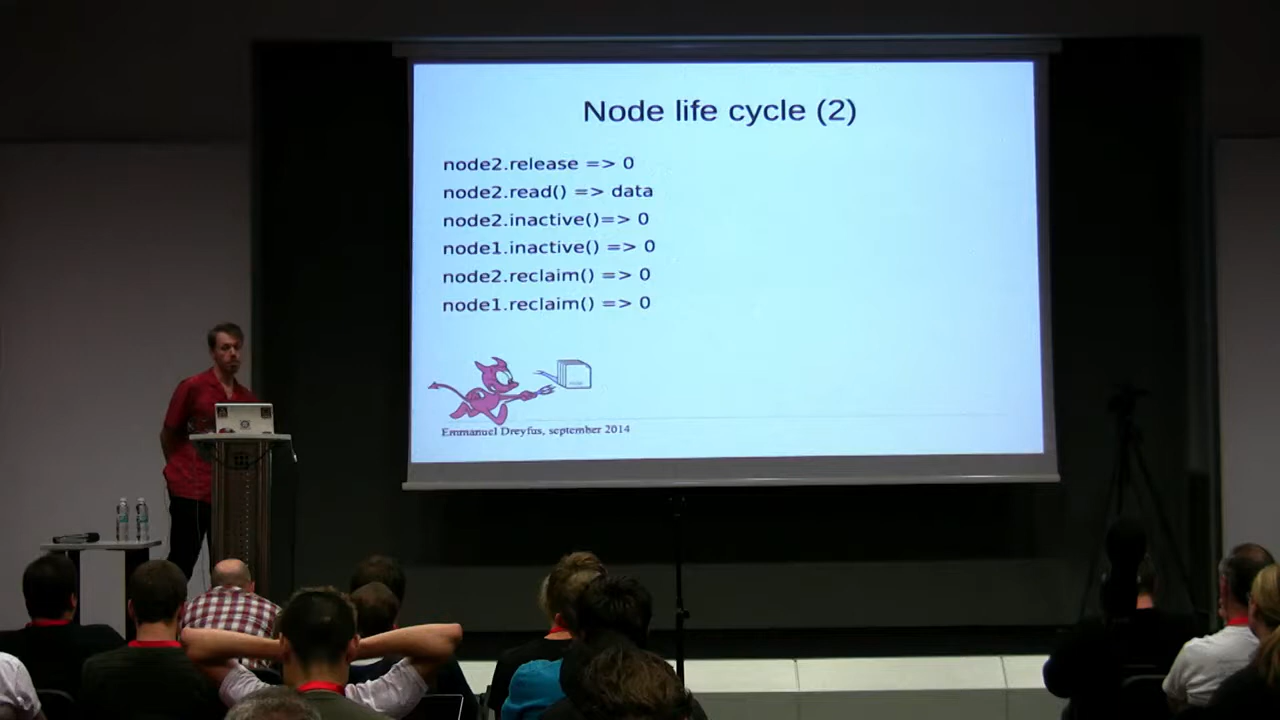 Node life cycle (2)
node2.release => 0
node2.read() => data
node2.inactive()=> 0
node1.inactive() => 0
node2.reclaim() => 0
node1.reclaim() => 0
Emmanuel Dreyfus, september 2014